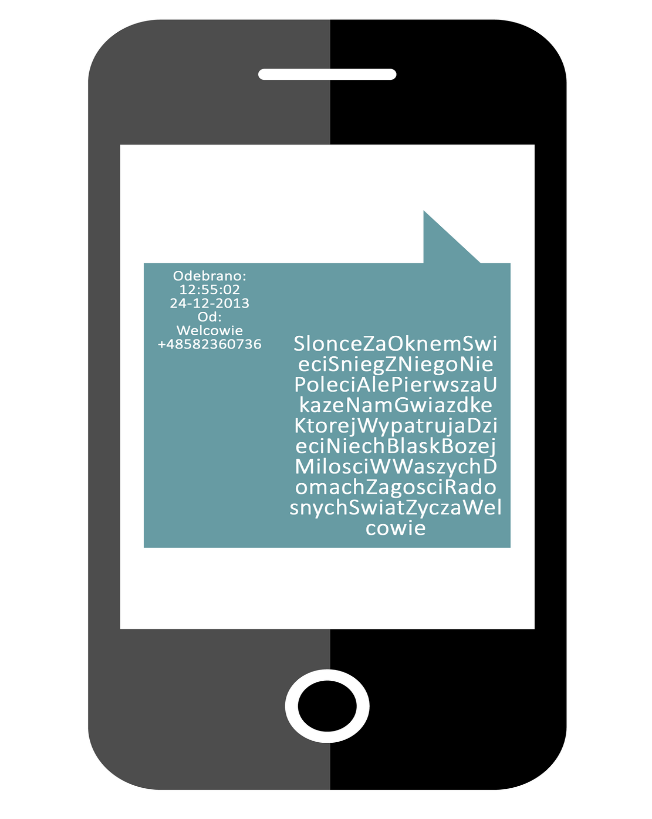 Odebrano:
12:55:02
24-12-2013
Od:
Welcowie
+48582360736
SlonceZaOknemSwi
eciSniegZNiegoNie
PoleciAlePierwszaU
kazeNamGwiazdke
KtorejWypatrujaDzi
eciNiechBlaskBozej
MilosciWWaszychD
omachZagosciRado
snychSwiatZyczaWel
cowie